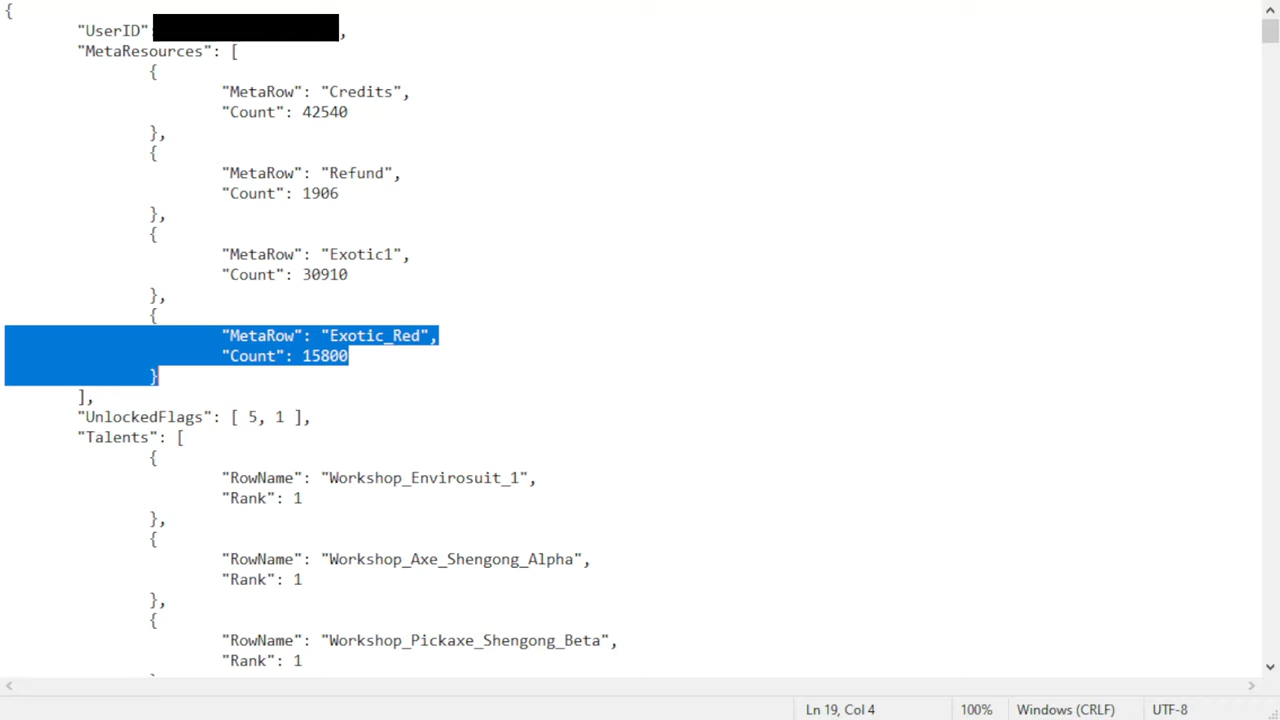 {
"UserID":,
"MetaResources": [
{
"MetaRow": "Credits",
"Count": 42540
},
{
"MetaRow": "Refund",
"Count": 1906
},
{
"MetaRow": "Exotic1",
"Count": 30910
},
{
"MetaRow": "Exotic_Red",
"Count": 15800
}
],
"UnlockedFlags": [ 5, 1 ],
"Talents": [
{
"RowName": "Workshop_Envirosuit_1",
"Rank": 1
},
{
"RowName": "Workshop_Axe_Shengong_Alpha",
"Rank": 1
},
{
"RowName": "Workshop_Pickaxe_Shengong_Beta",
"Rank": 1
Ln 19, Col 4 100% Windows (CRLF) UTF-8